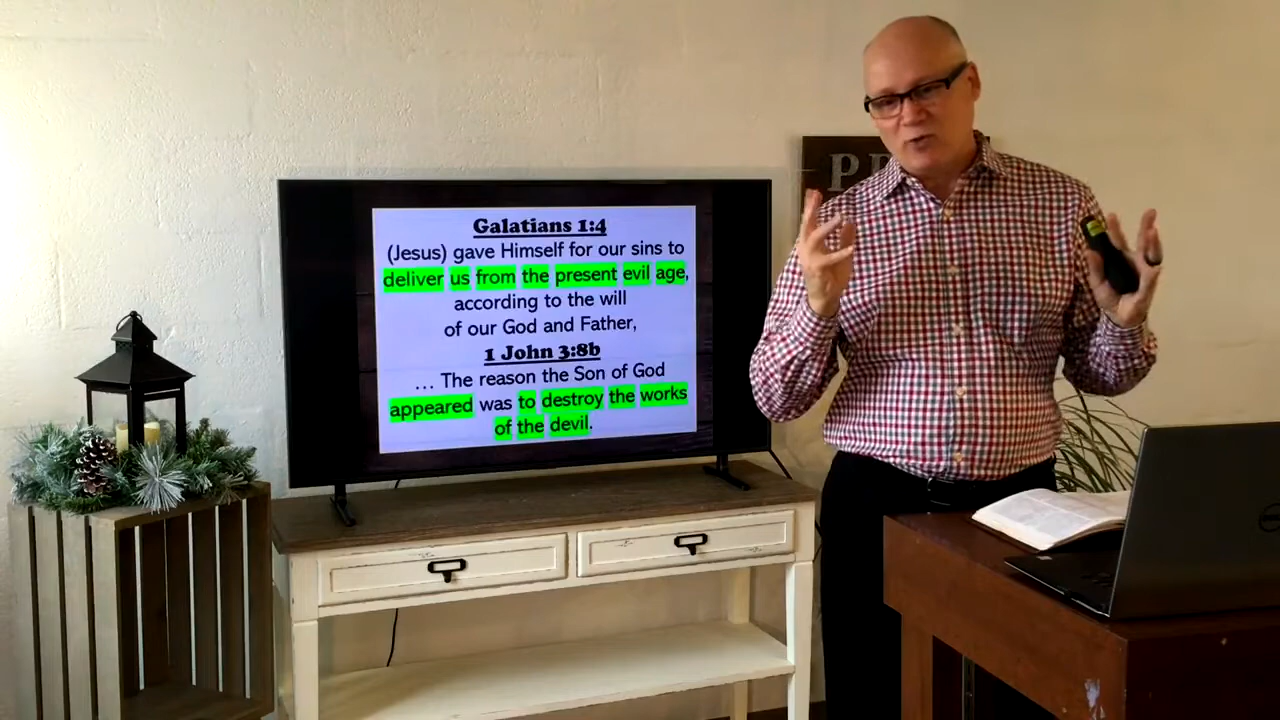 Galatians 1:4
(Jesus) gave Himself for our sins to
deliver us from the present evil age,
according to the will
of our God and Father,
1 John 3:8b
... The reason the Son of God
appeared was to destroy the works
of the devil.